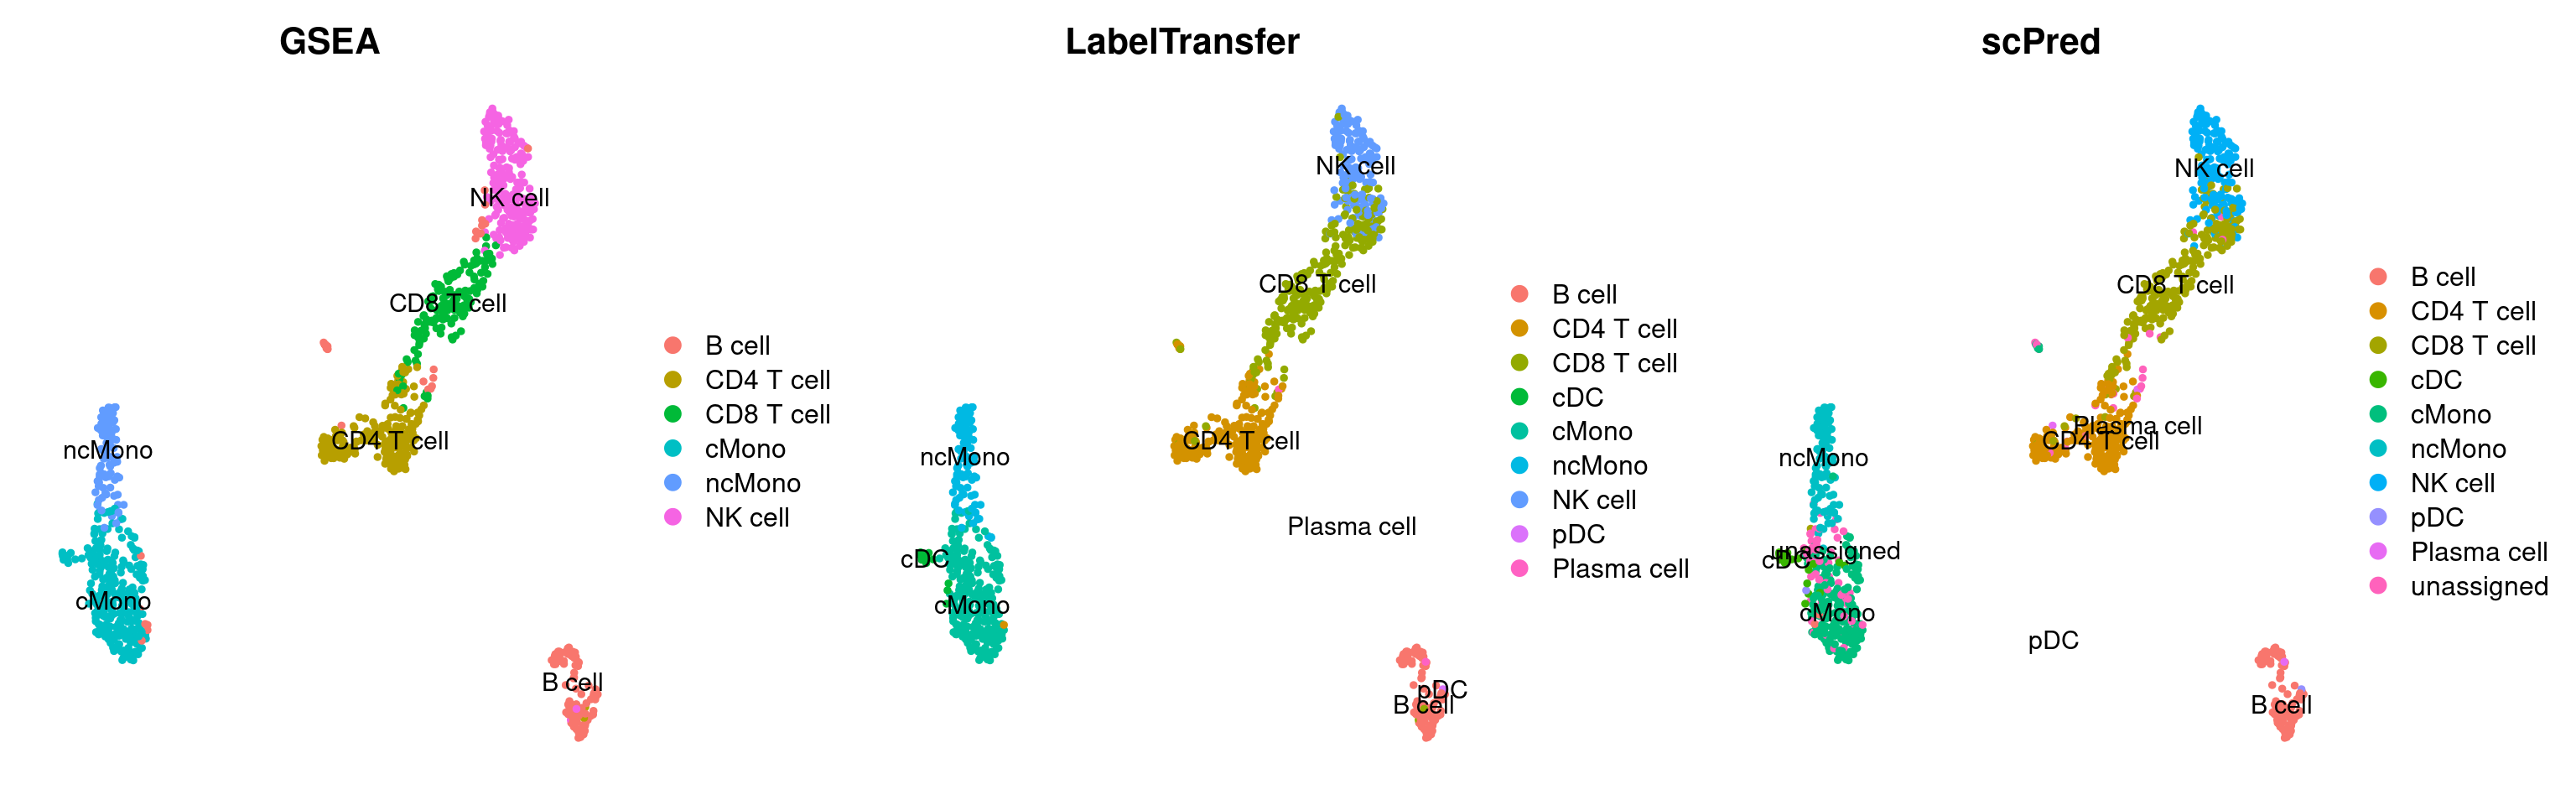 GSEA
NK cell
CD8 T cell
CD4 T cell
ncMono
cMono
B cell
B cell
CD4 T cell
CD8 T cell
cMono
ncMono
NK cell
LabelTransfer
NK cell
CD8 T cell
CD4 T cell
ncMono
Plasma cell
cDC
cMono
pDC
B cell
B cell
CD4 T cell
CD8 T cell
cDC
cMono
ncMono
NK cell
pDC
Plasma cell
scPred
NK cell
CD8 T cell
Plasma cell
CD4 T cell
ncMono
unassigned
cDC
cMono
pDC
B cell
B cell
CD4 T cell
CD8 T cell
cDC
cMono
ncMono
NK cell
pDC
Plasma cell
unassigned